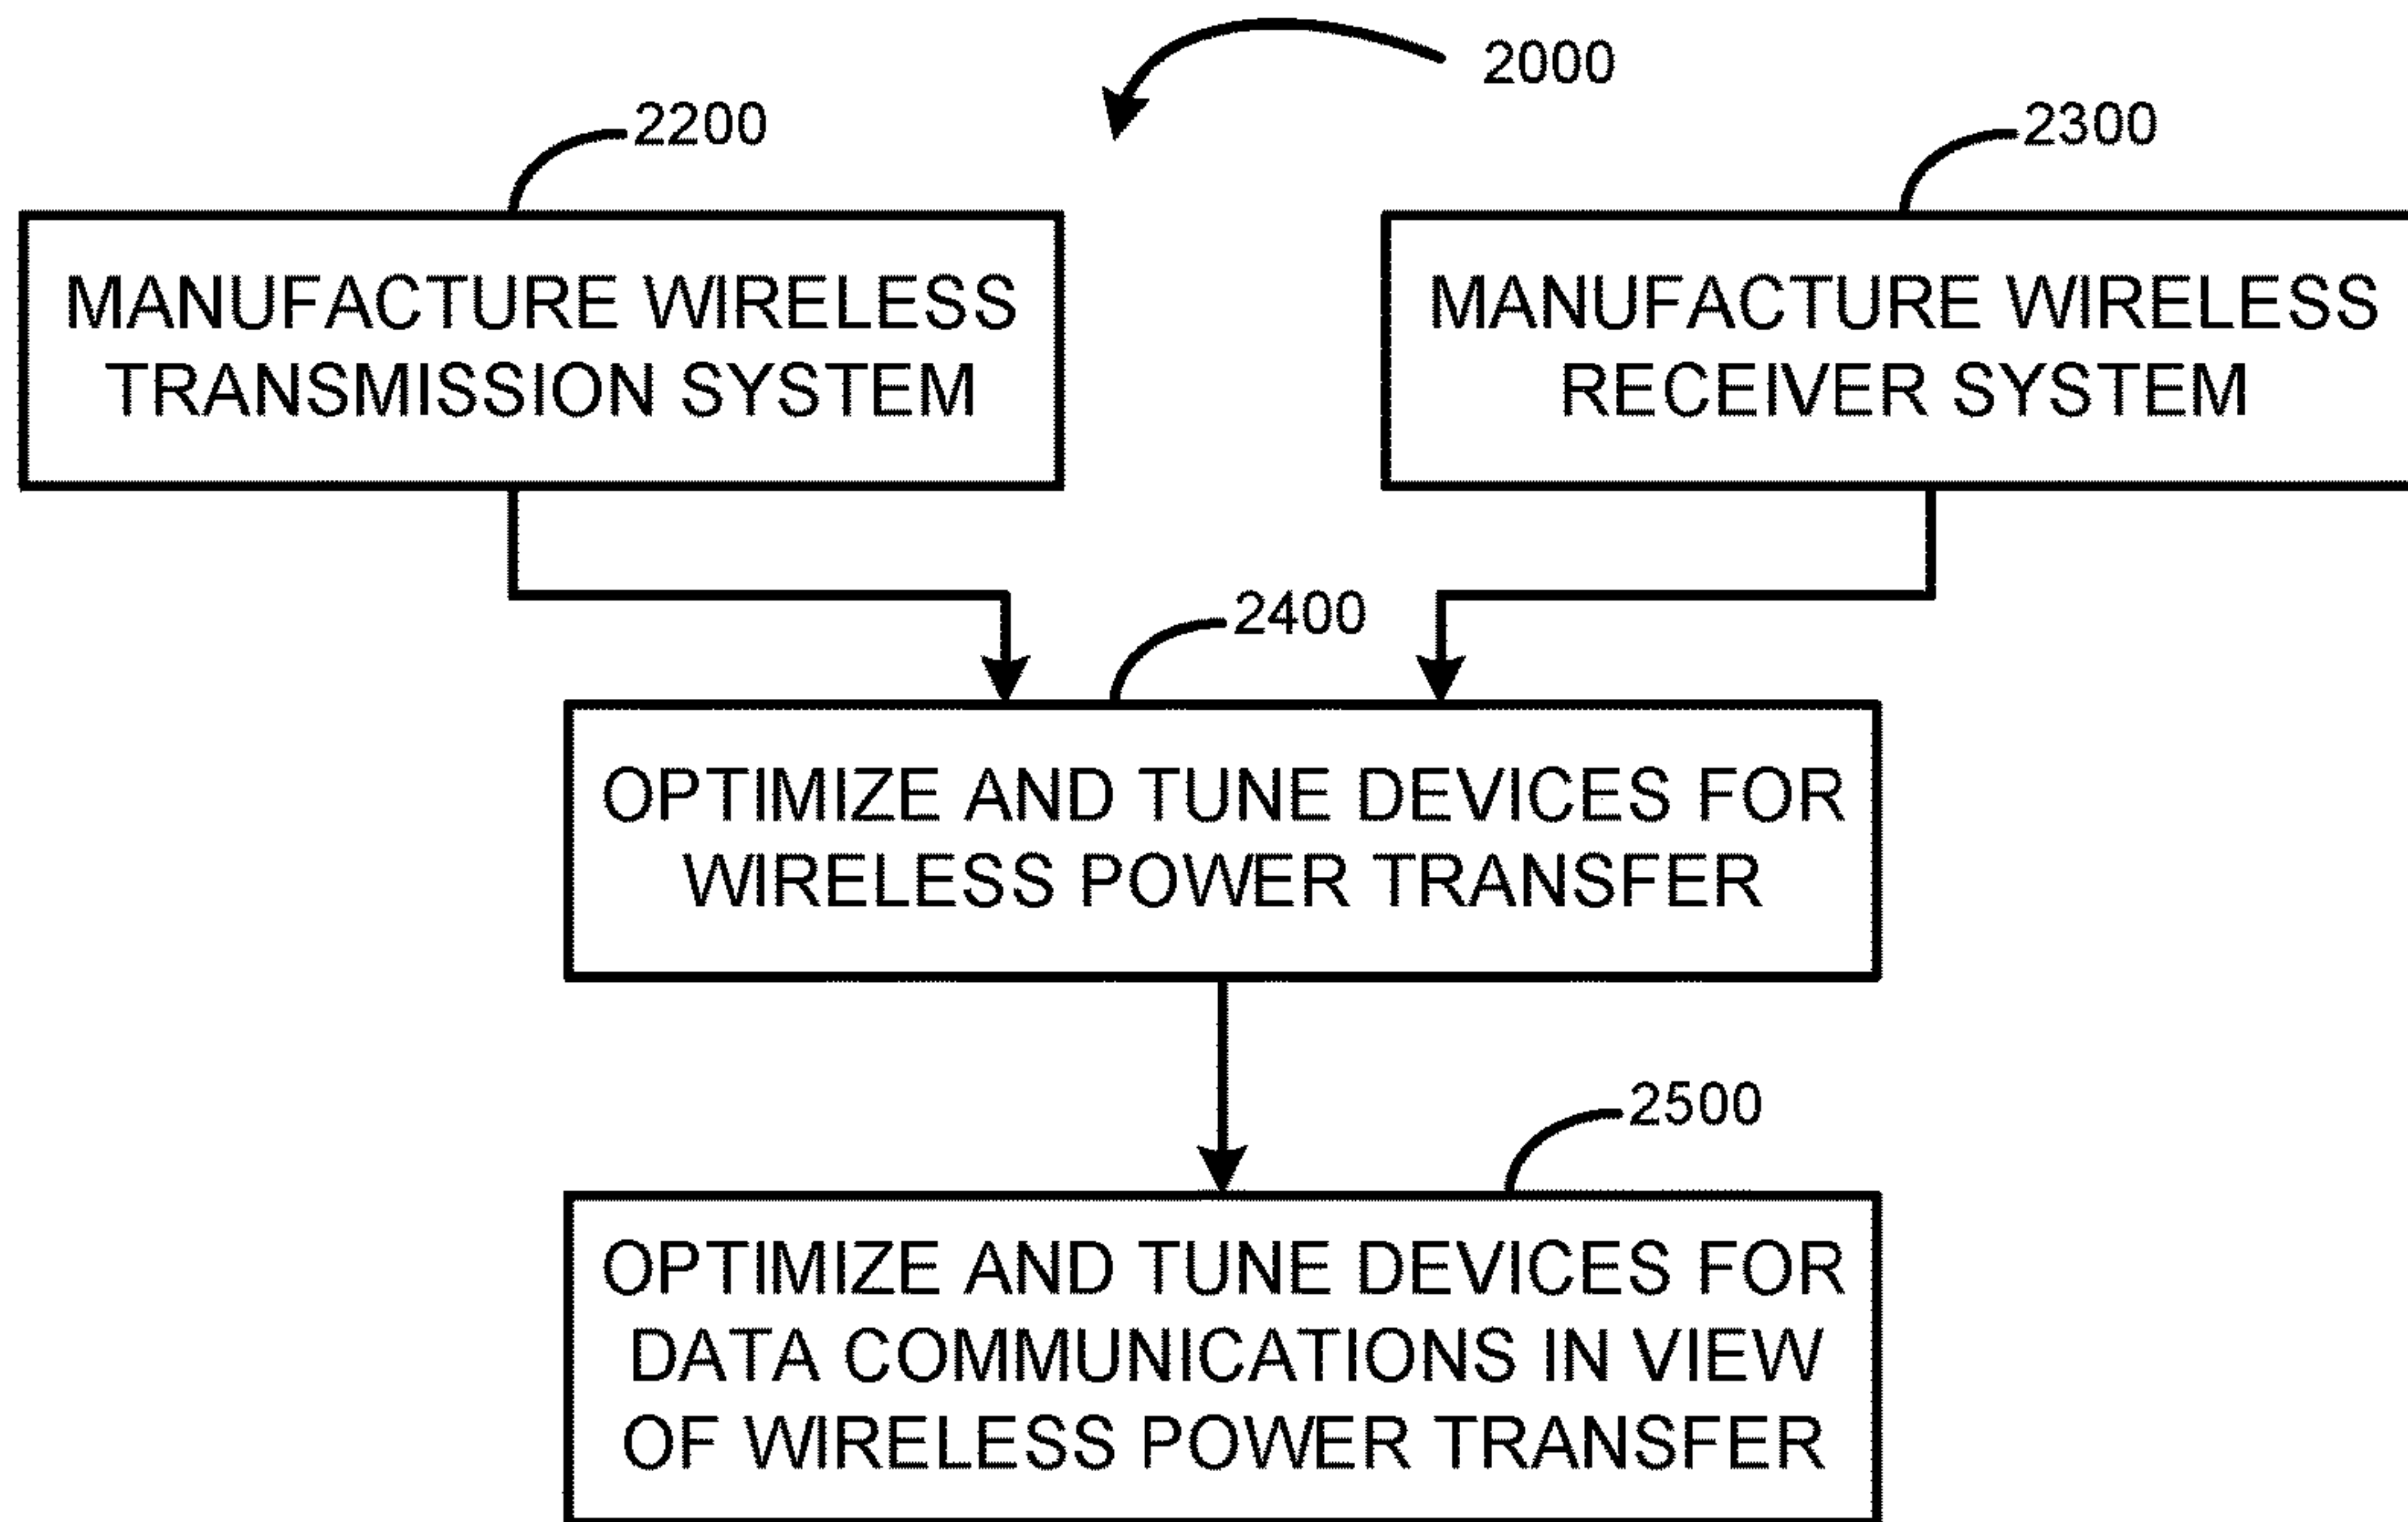 2000
2200
2300
MANUFACTURE WIRELESS
TRANSMISSION SYSTEM
MANUFACTURE WIRELESS
RECEIVER SYSTEM
2400
OPTIMIZE AND TUNE DEVICES FOR
WIRELESS POWER TRANSFER
2500
OPTIMIZE AND TUNE DEVICES FOR
DATA COMMUNICATIONS IN VIEW
OF WIRELESS POWER TRANSFER